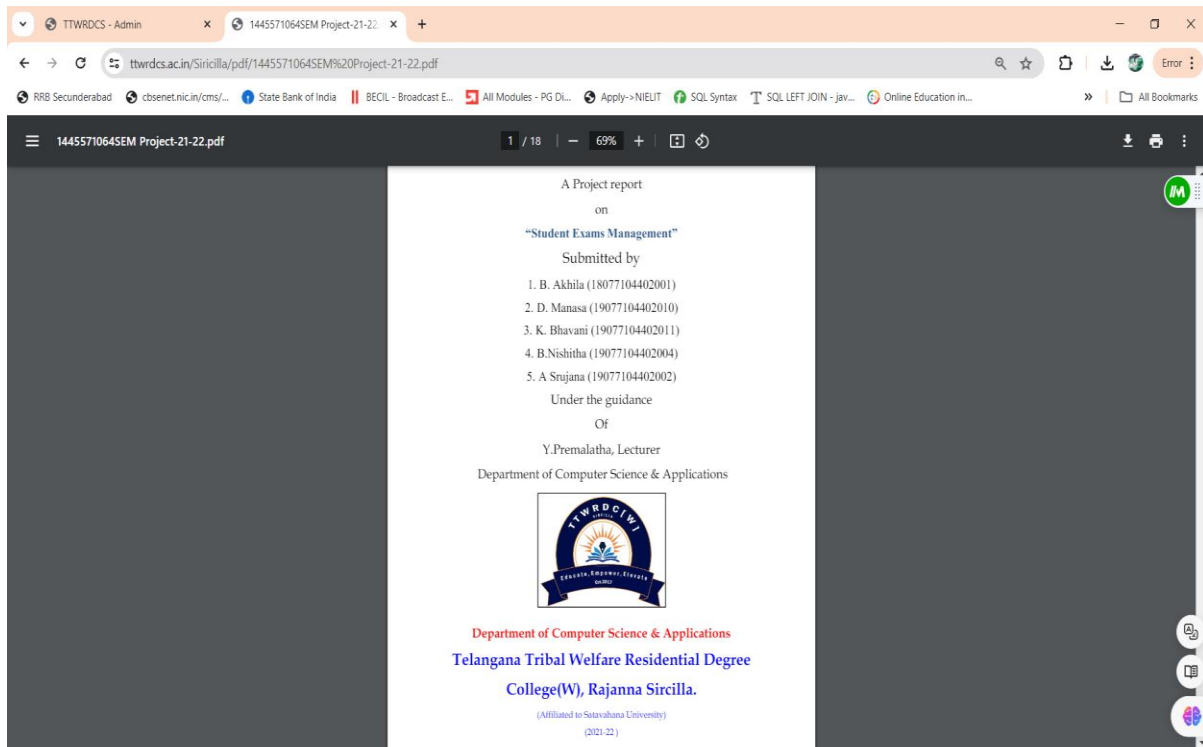 TTWRDCS - Admin
1445571064SEM Project-21-22
ttwrdcs.ac.in/Siricilla/pdf/1445571064SEM%20Project-21-22.pdf
Error
RRB Secunderabad
cbsenet.nic.in/cms/...
State Bank of India
BECIL - Broadcast E...
All Modules - PG Di...
Apply->NIELIT
SQL Syntax
SQL LEFT JOIN - jav...
Online Education in...
All Bookmarks
1445571064SEM Project-21-22.pdf
1 / 18
69%
A Project report
on
“Student Exams Management”
Submitted by
1. B. Akhila (18077104402001)
2. D. Manasa (19077104402010)
3. K. Bhavani (19077104402011)
4. B.Nishitha (19077104402004)
5. A Srujana (19077104402002)
Under the guidance
Of
Y.Premalatha, Lecturer
Department of Computer Science & Applications
TTWRDC(W)
SIRCILLA
Educate, Empower, Elevate
Est 2017
Department of Computer Science & Applications
Telangana Tribal Welfare Residential Degree
College(W), Rajanna Sircilla.
(Affiliated to Satavahana University)
(2021-22 )